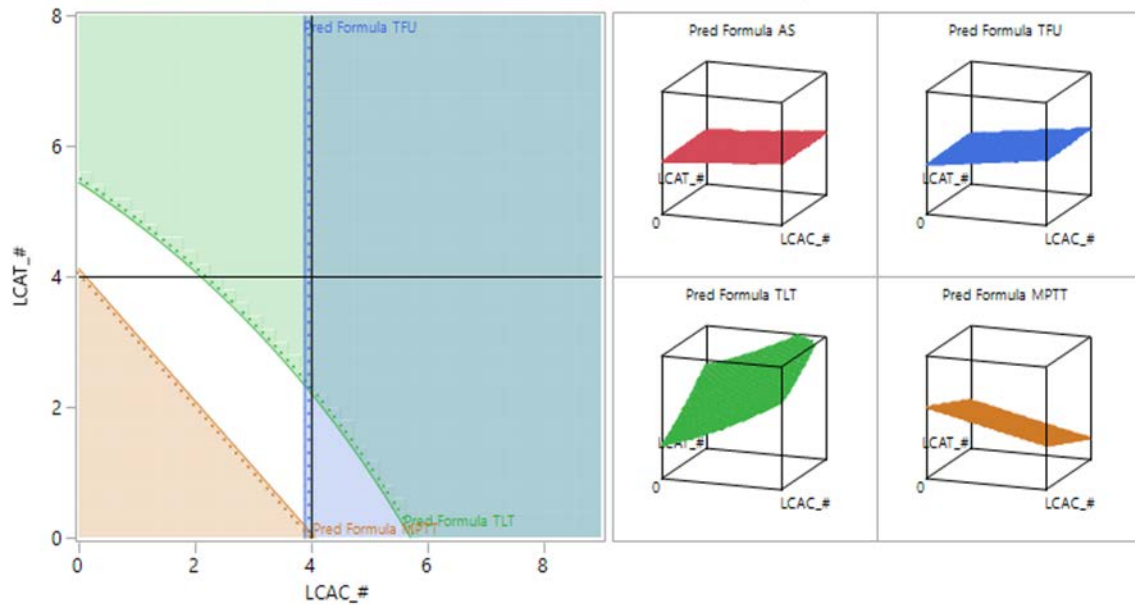 8
6
4
2
0
0
2
4
6
8
LCAT_#
LCAC_#
Pred Formula TFU
Pred Formula TLT
Pred Formula MPTT
Pred Formula AS
LCAT_#
0
LCAC_#
Pred Formula TFU
LCAT_#
0
LCAC_#
Pred Formula TLT
LCAT_#
0
LCAC_#
Pred Formula MPTT
LCAT_#
0
LCAC_#